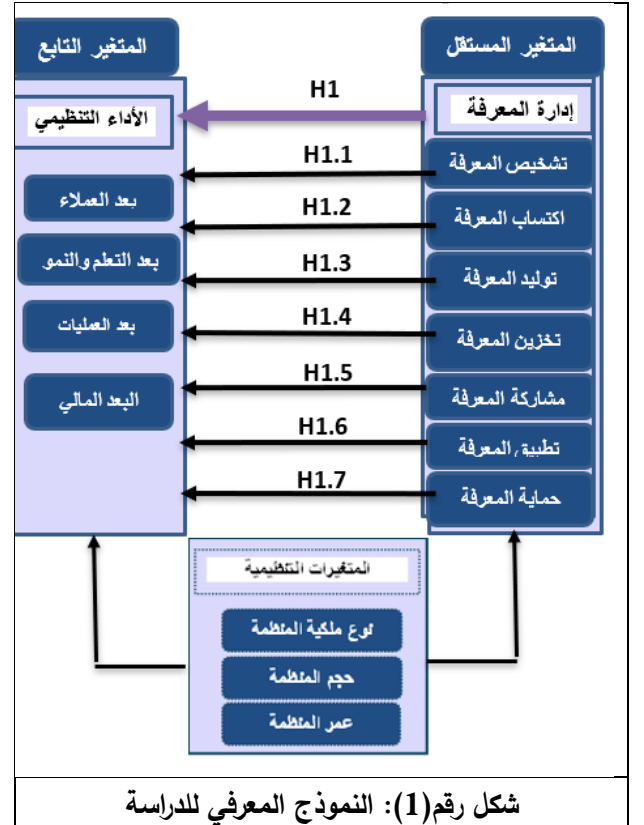 المتغير المستقل
المتغير التابع
إدارة المعرفة
H1
الأداء التنظيمي
تشخيص المعرفة
H1.1
بعد العملاء
اكتساب المعرفة
H1.2
بعد التعلم والنمو
توليد المعرفة
H1.3
بعد العمليات
تخزين المعرفة
H1.4
البعد المالي
مشاركة المعرفة
H1.5
تطبيق المعرفة
H1.6
حماية المعرفة
H1.7
المتغيرات التنظيمية
نوع ملكية المنظمة
حجم المنظمة
عمر المنظمة
شكل رقم(1): النموذج المعرفي للدراسة